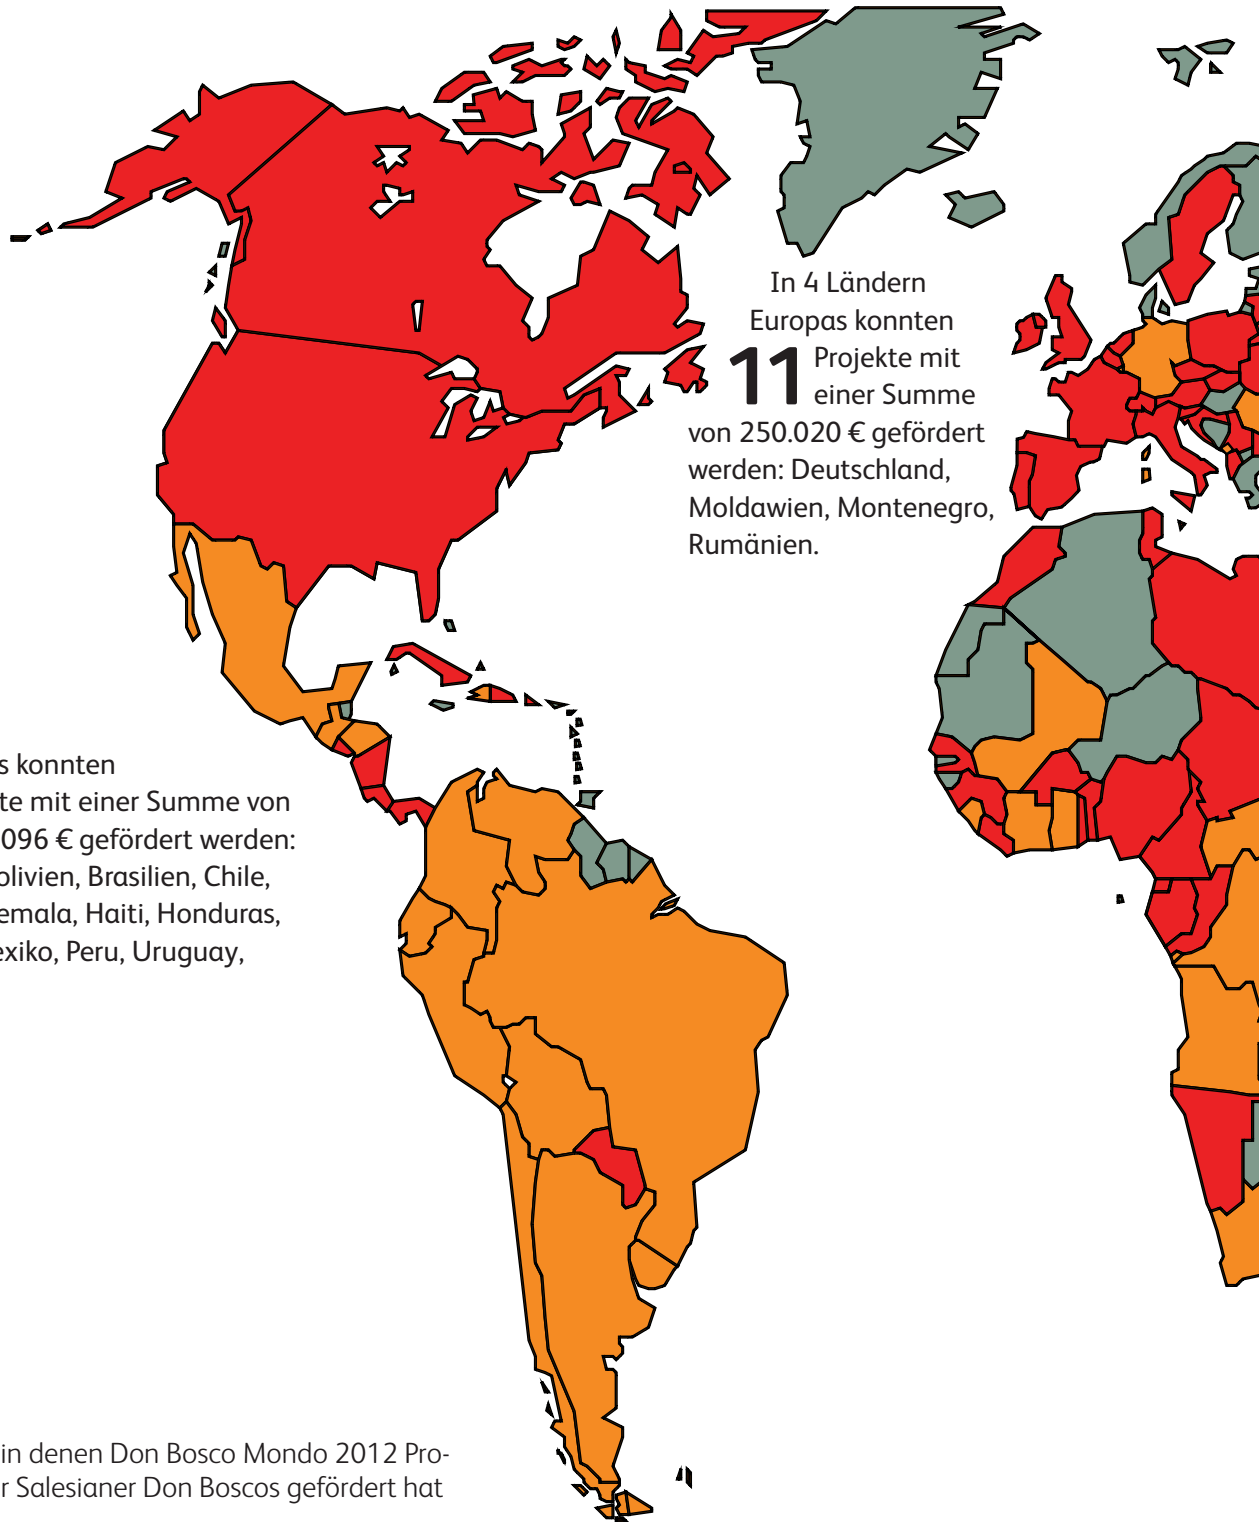 In 4 Ländern
Europas konnten
11 Projekte mit
einer Summe
von 250.020 € gefördert
werden: Deutschland,
Moldawien, Montenegro,
Rumänien.
s konnten
te mit einer Summe von
096 € gefördert werden:
olivien, Brasilien, Chile,
emala, Haiti, Honduras,
exiko, Peru, Uruguay,
in denen Don Bosco Mondo 2012 Pro-
r Salesianer Don Boscos gefördert hat